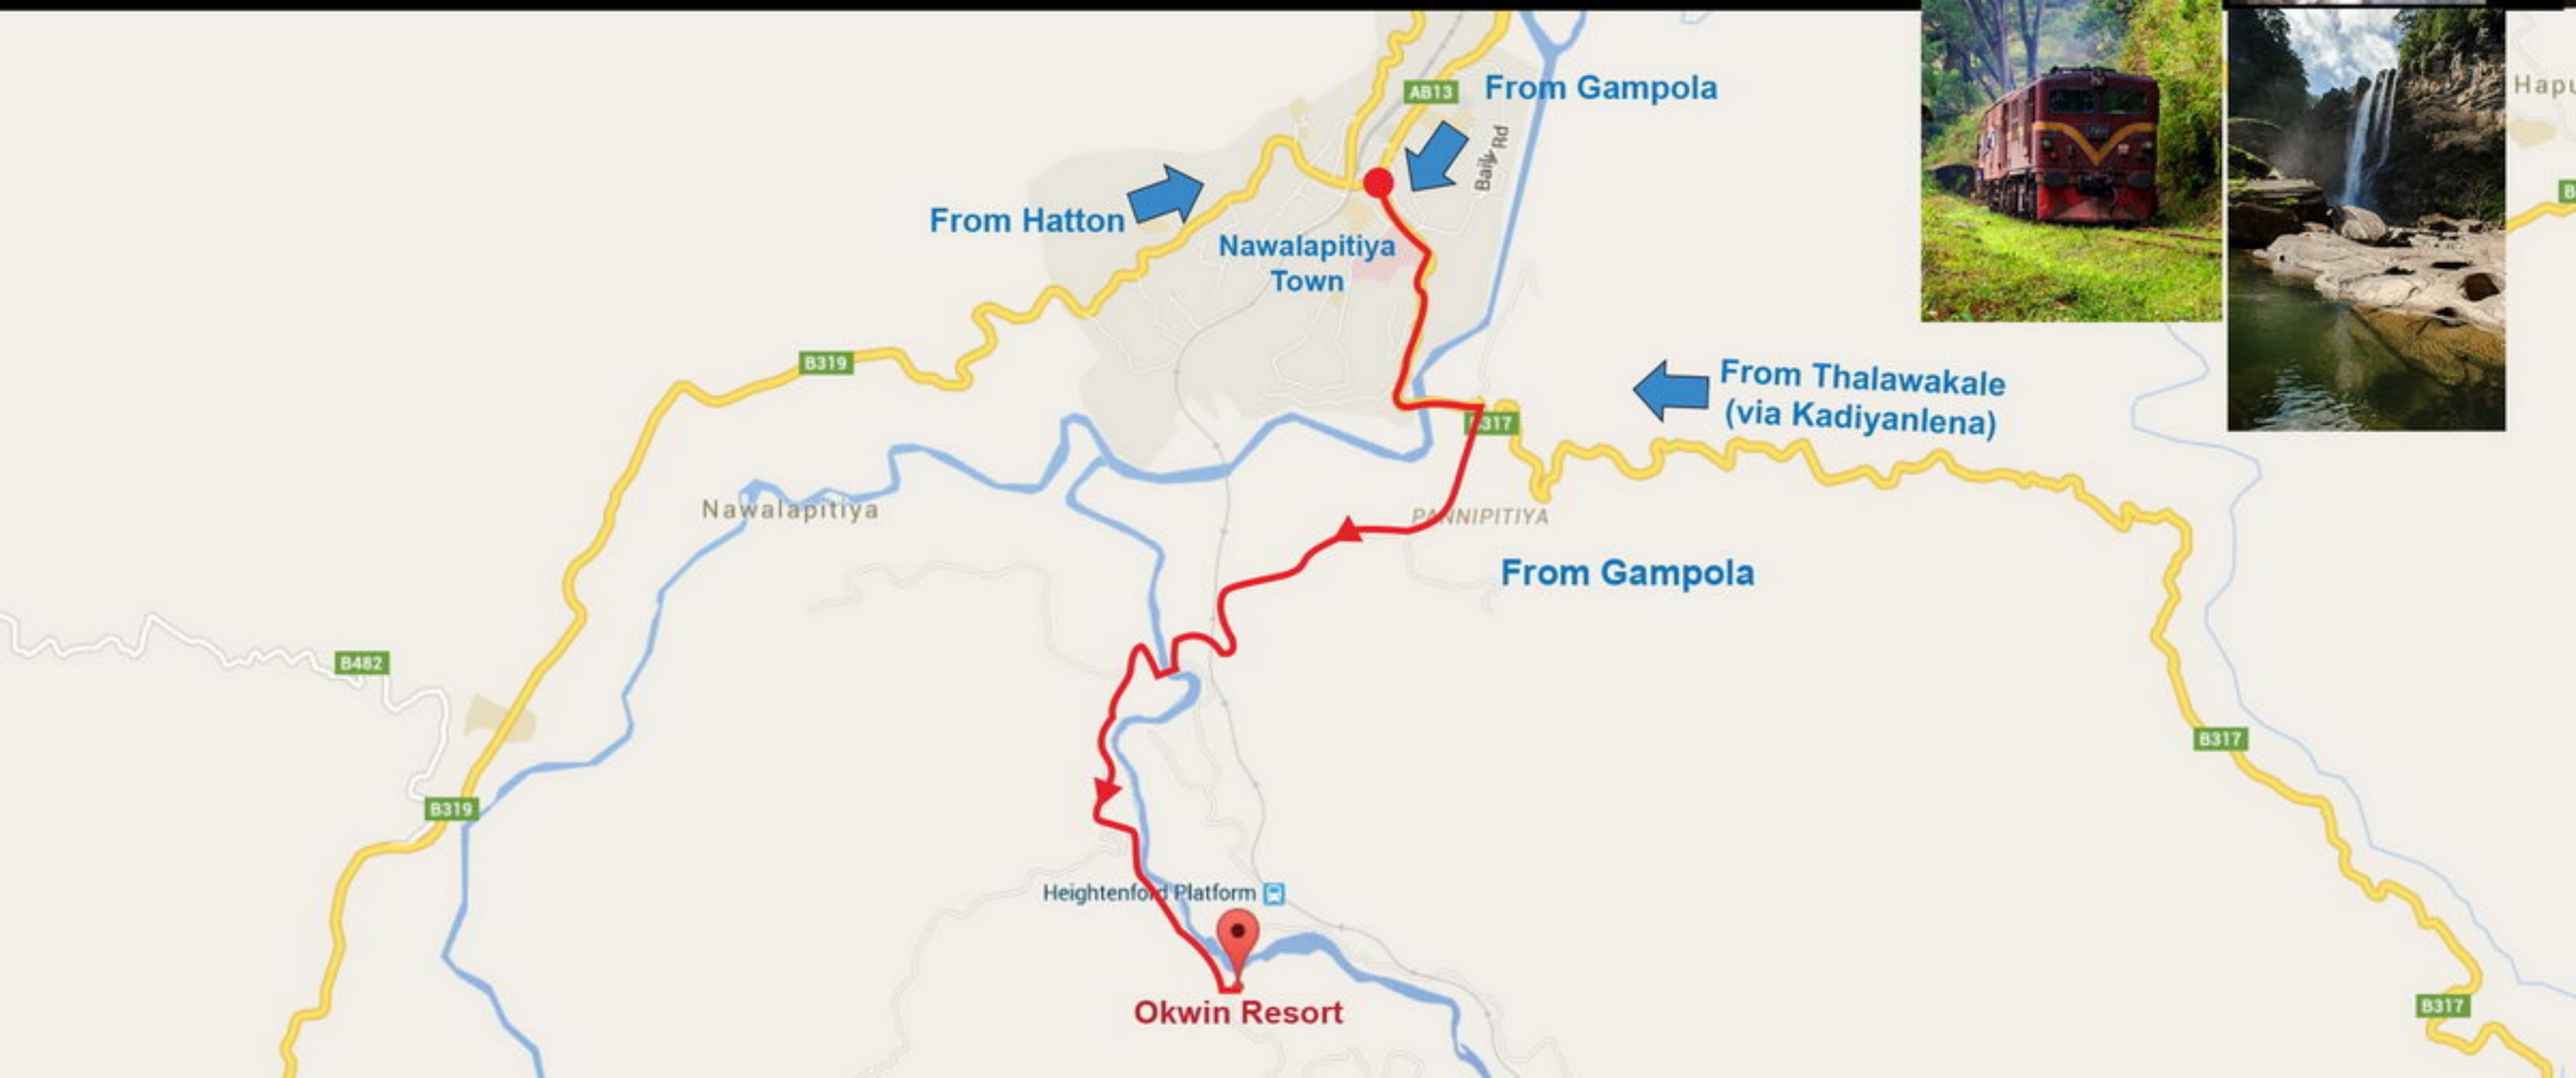 AB13
From Gampola
Hapu
Baily Rd
From Hatton
Nawalapitiya
Town
B319
From Thalawakale
(via Kadiyanlena)
B317
Nawalapitiya
PANNIPITIYA
From Gampola
B482
B317
B319
Heightenford Platform
Okwin Resort
B317